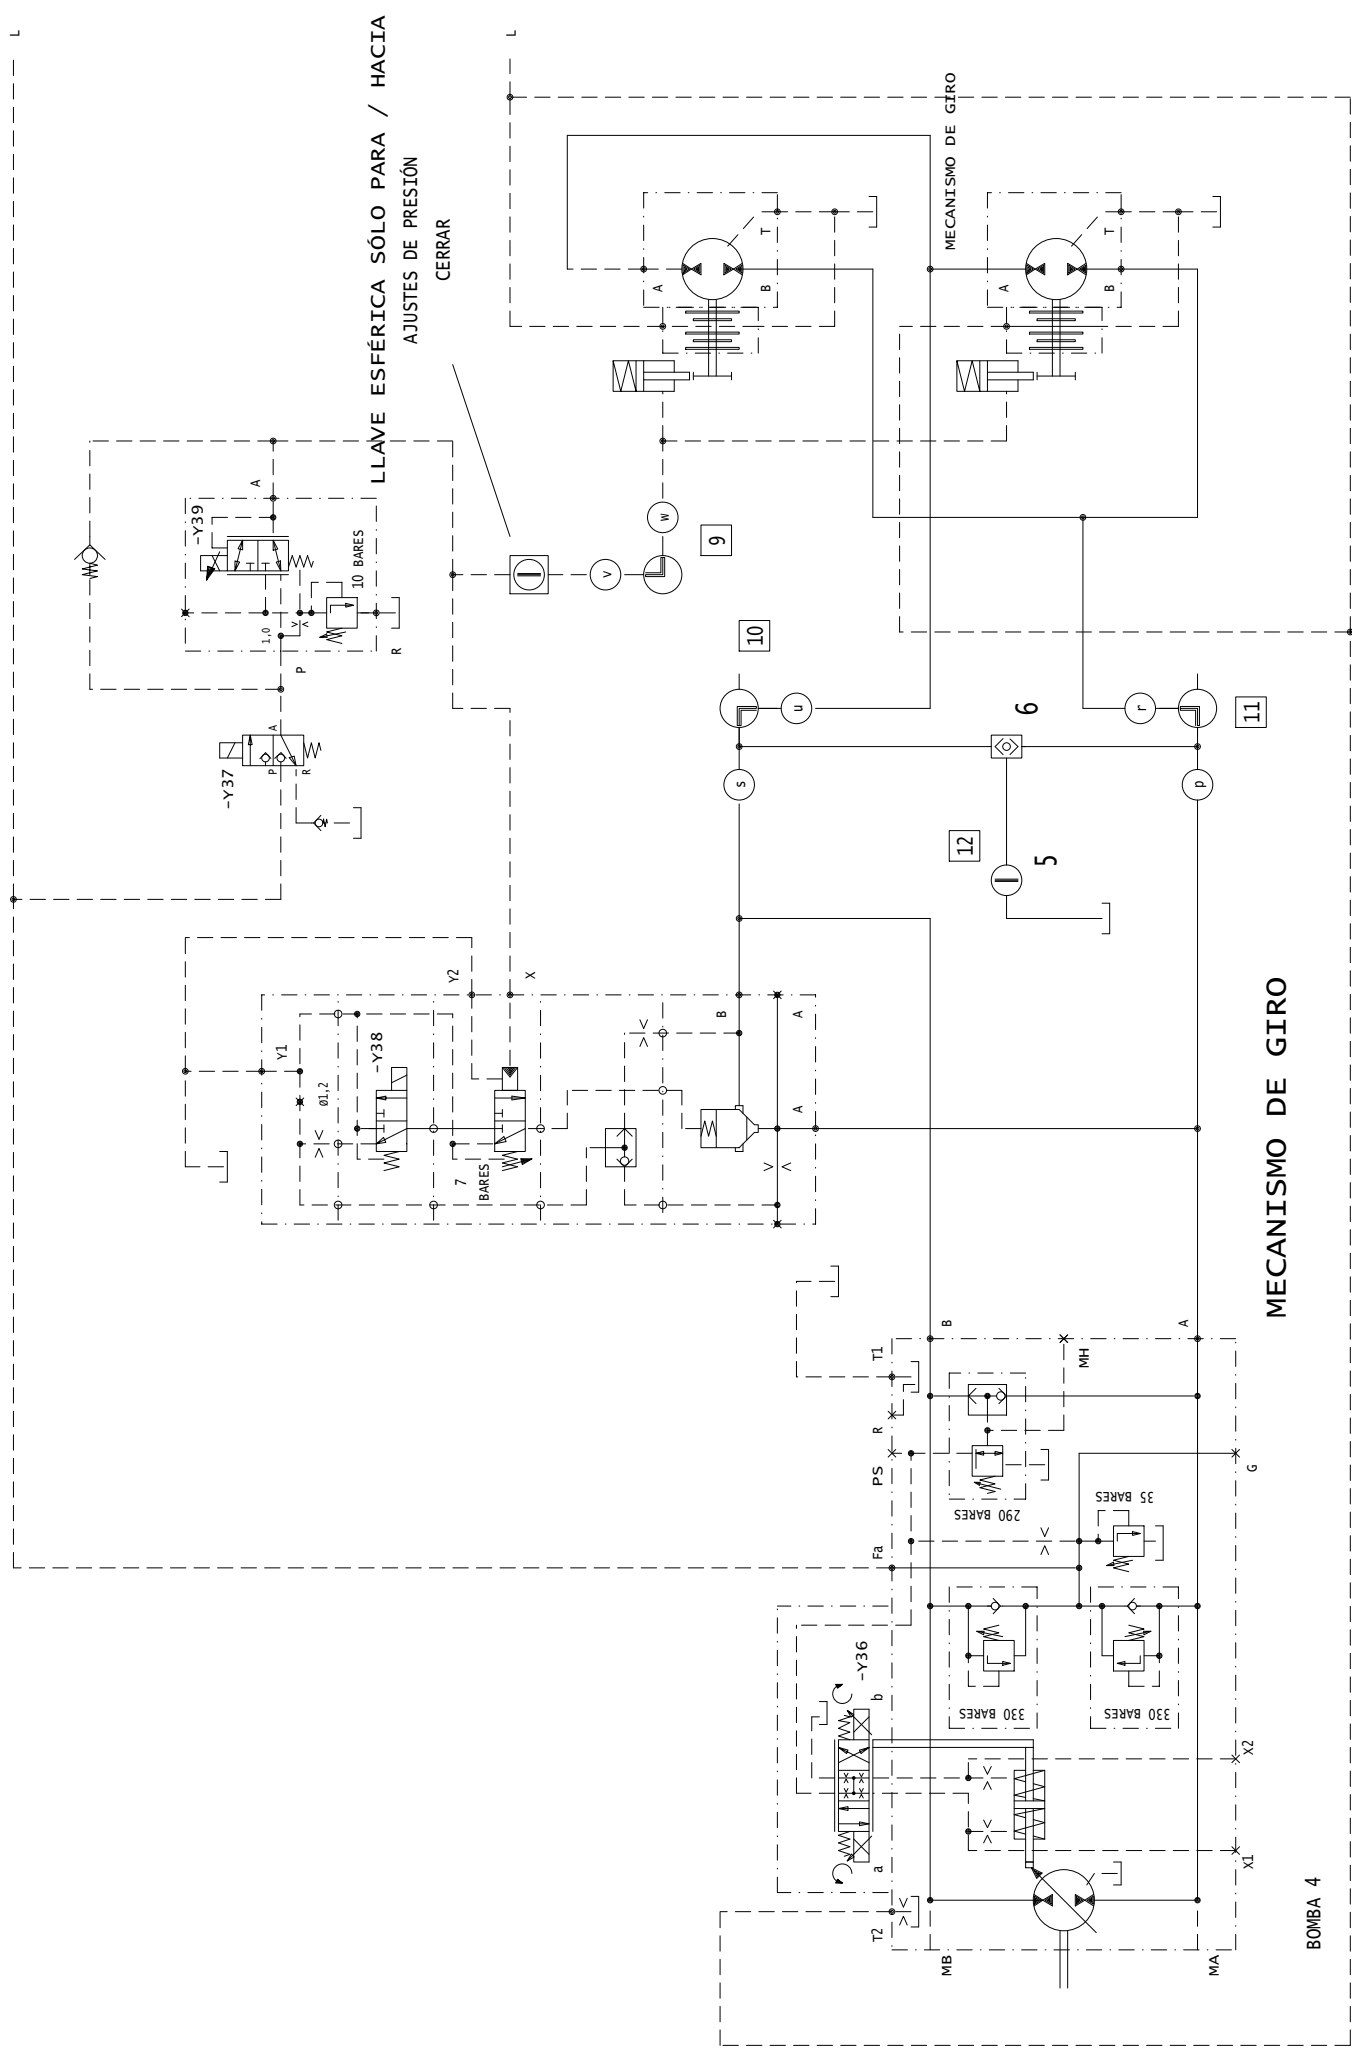 L
L
LLAVE ESFÉRICA SÓLO PARA / HACIA
AJUSTES DE PRESIÓN
CERRAR
MECANISMO DE GIRO
A
B
T
A
B
T
-Y39
A
10 BARES
1,0
P
R
v
w
9
10
u
r
11
-Y37
A
P
R
s
p
6
12
5
Y2
X
Y1
Ø1,2
-Y38
7
BARES
B
A
A
MECANISMO DE GIRO
T1
R
PS
Fa
B
A
MH
G
290 BARES
35 BARES
330 BARES
330 BARES
-Y36
b
a
T2
MB
MA
X1
X2
BOMBA 4